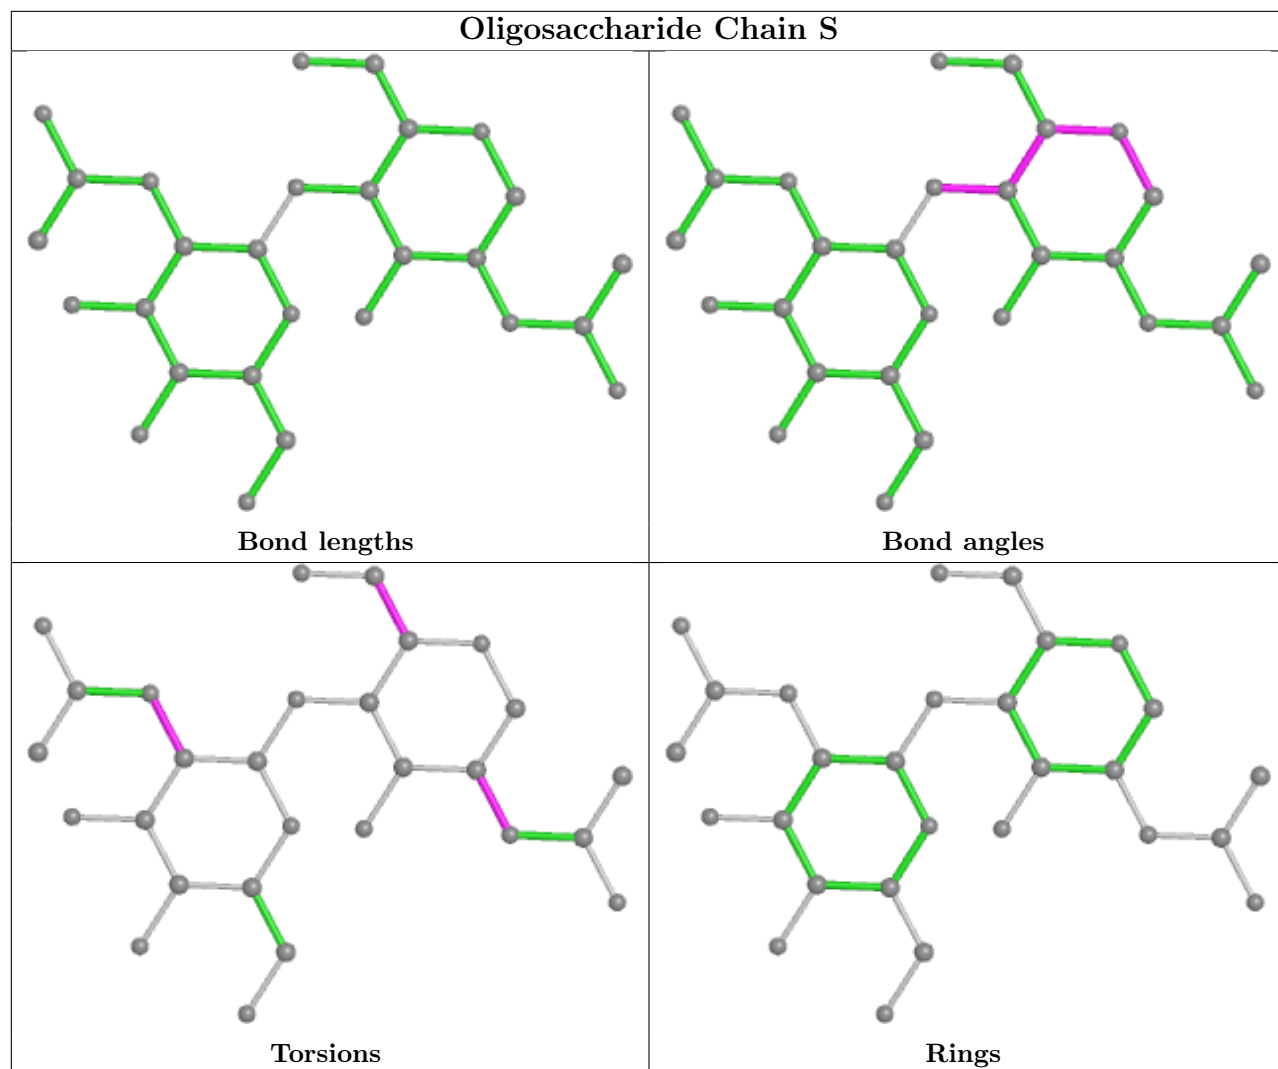 Oligosaccharide Chain S
Bond lengths
Bond angles
Torsions
Rings